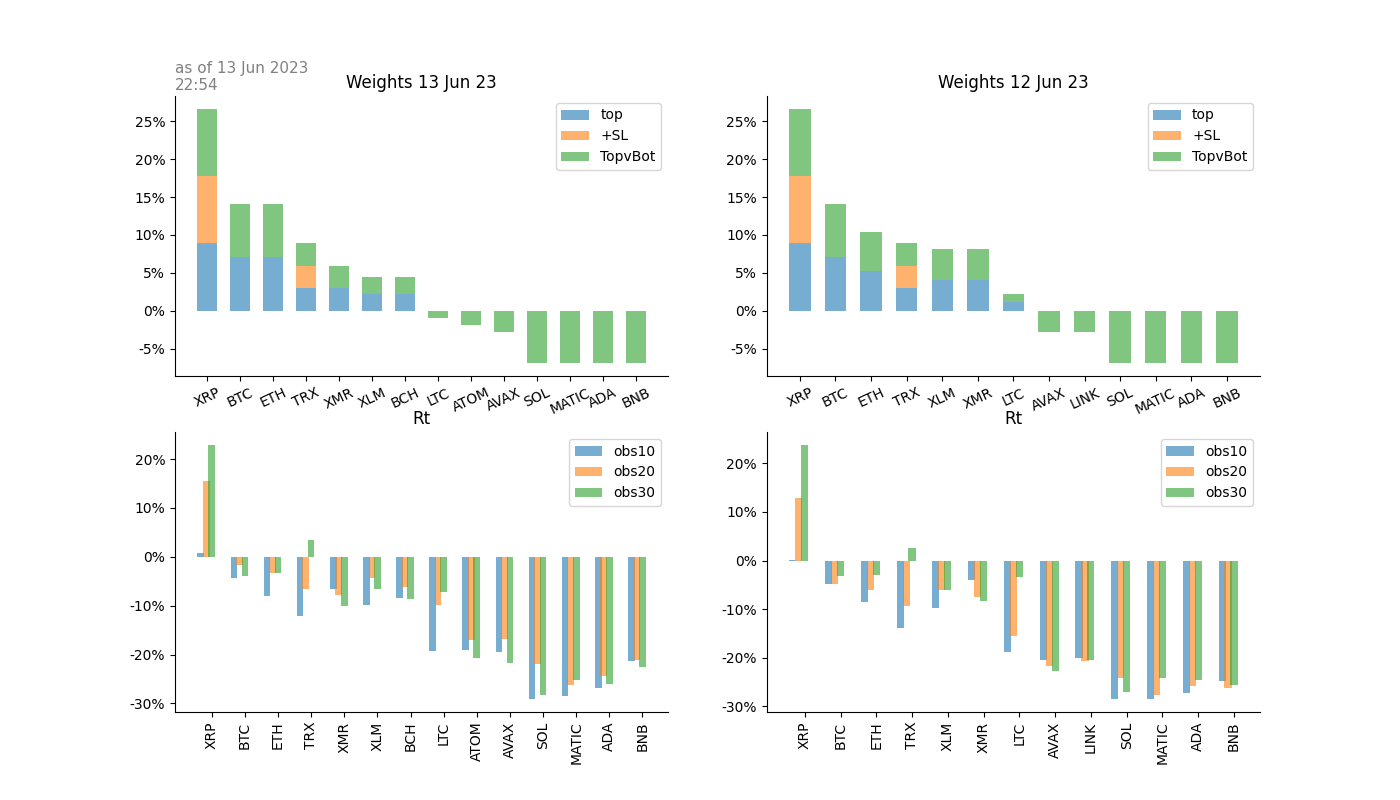 as of 13 Jun 2023
22:54
Weights 13 Jun 23
25%
20%
15%
10%
5%
0%
-5%
top
+SL
TopvBot
XRP BTC ETH TRX XMR XLM BCH LTC ATOM AVAX SOL MATIC ADA BNB
Weights 12 Jun 23
25%
20%
15%
10%
5%
0%
-5%
top
+SL
TopvBot
XRP BTC ETH TRX XLM XMR LTC AVAX LINK SOL MATIC ADA BNB
Rt
20%
10%
0%
-10%
-20%
-30%
obs10
obs20
obs30
XRP BTC ETH TRX XMR XLM BCH LTC ATOM AVAX SOL MATIC ADA BNB
Rt
20%
10%
0%
-10%
-20%
-30%
obs10
obs20
obs30
XRP BTC ETH TRX XLM XMR LTC AVAX LINK SOL MATIC ADA BNB